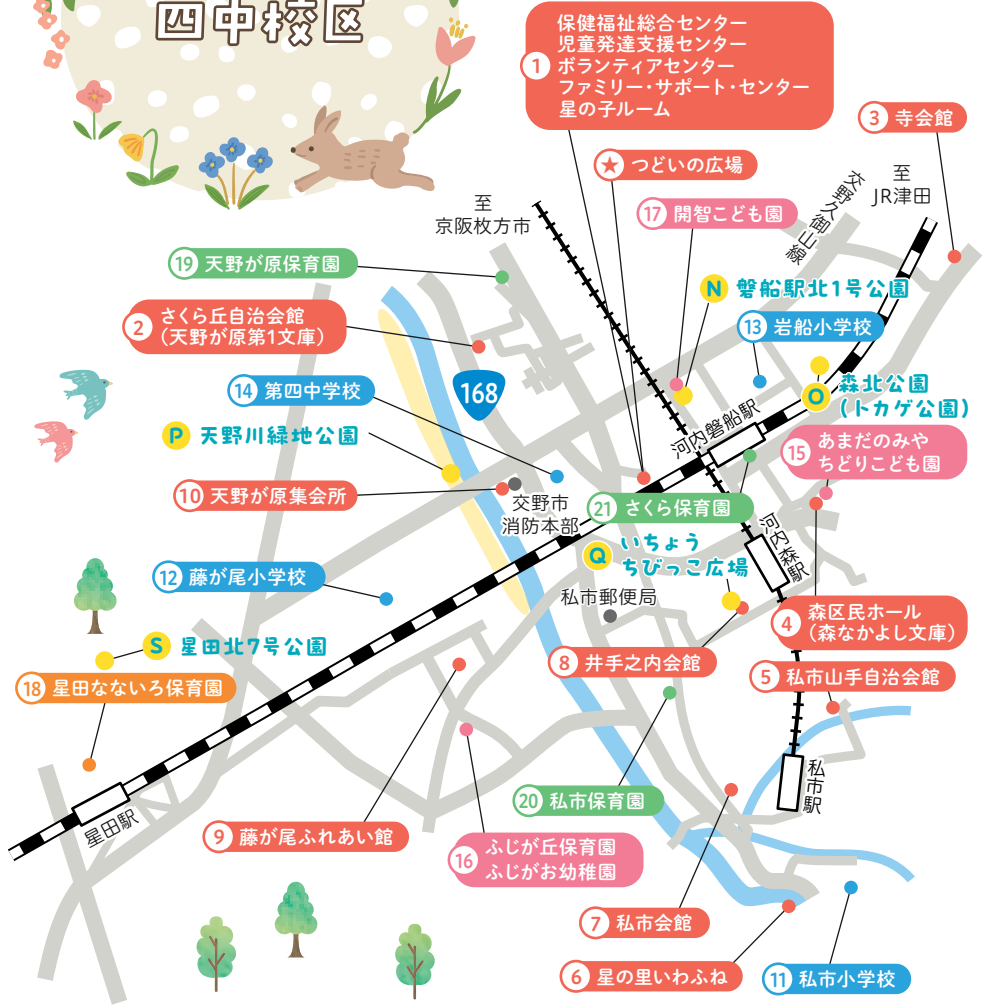 四中校区
1
保健福祉総合センター
児童発達支援センター
ボランティアセンター
ファミリー・サポート・センター
星の子ルーム
3 寺会館
★ つどいの広場
至
JR津田
交野久御山線
至
京阪枚方市
17 開智こども園
19 天野が原保育園
N 磐船駅北1号公園
2
さくら丘自治会館
(天野が原第1文庫)
13 岩船小学校
14 第四中学校
168
O
森北公園
(トカゲ公園)
P 天野川緑地公園
河内磐船駅
15
あまだのみや
ちどりこども園
10 天野が原集会所
交野市
消防本部
21 さくら保育園
Q
いちょう
ちびっこ広場
河内森駅
12 藤が尾小学校
私市郵便局
4
森区民ホール
(森なかよし文庫)
S 星田北7号公園
8 井手之内会館
5 私市山手自治会館
18 星田なないろ保育園
私市駅
20 私市保育園
星田駅
9 藤が尾ふれあい館
16
ふじが丘保育園
ふじがお幼稚園
7 私市会館
6 星の里いわふね
11 私市小学校